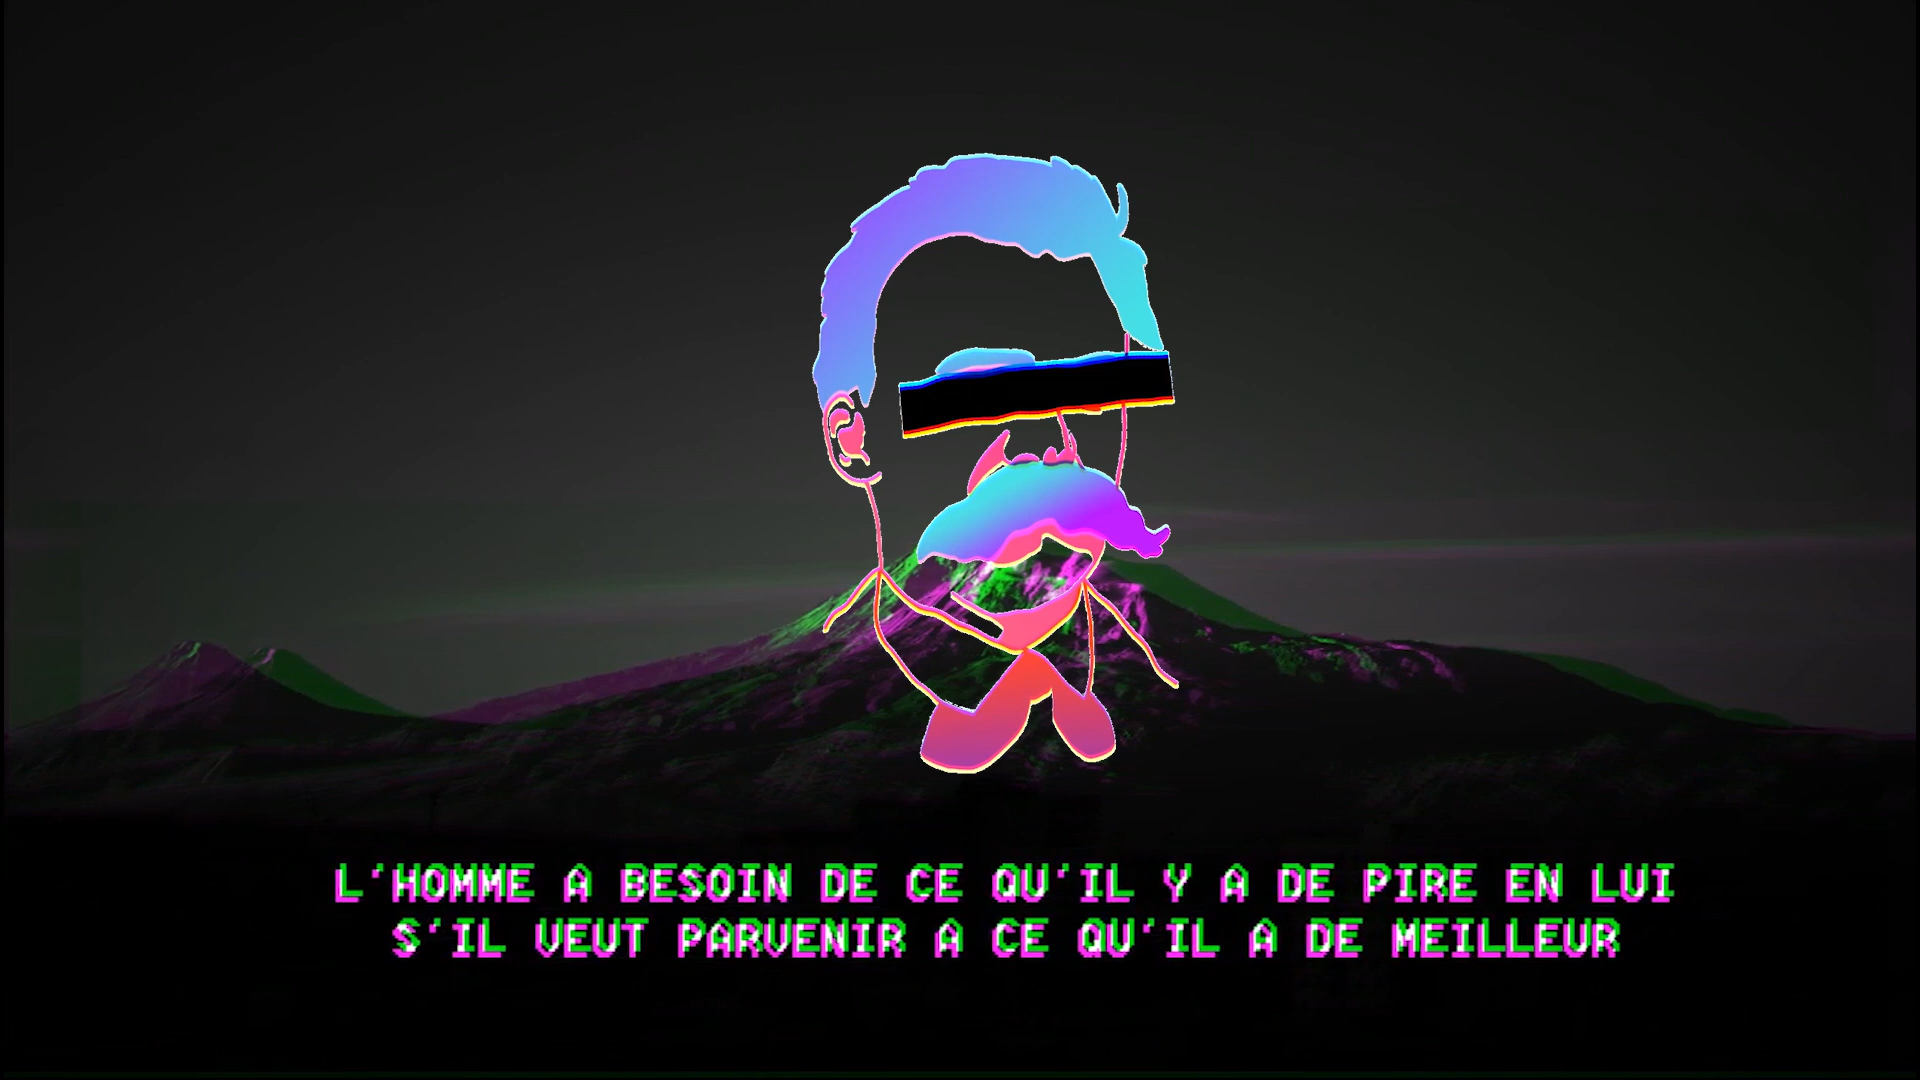 L'HOMME A BESOIN DE CE QU'IL Y A DE PIRE EN LUI
S'IL VEUT PARVENIR A CE QU'IL A DE MEILLEUR